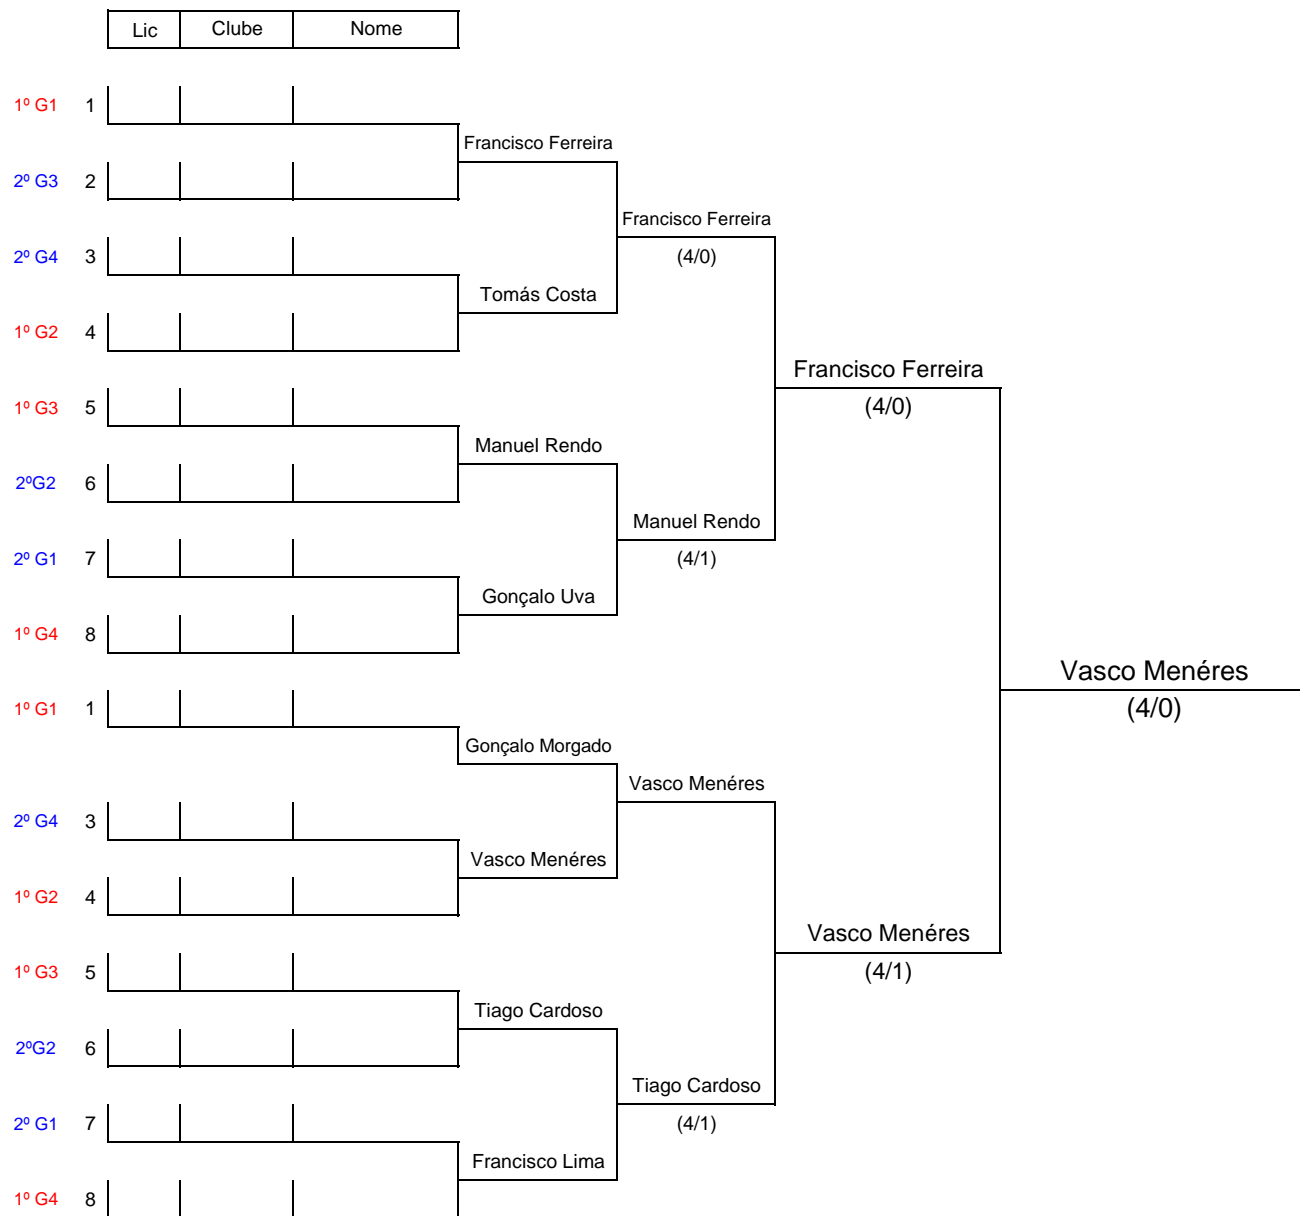 Lic Clube Nome
1º G1 1
Francisco Ferreira
2º G3 2
Francisco Ferreira
2º G4 3 (4/0)
Tomás Costa
1º G2 4
Francisco Ferreira
1º G3 5 (4/0)
Manuel Rendo
2ºG2 6
Manuel Rendo
2º G1 7 (4/1)
Gonçalo Uva
1º G4 8
Vasco Menéres
1º G1 1 (4/0)
Gonçalo Morgado
Vasco Menéres
2º G4 3
Vasco Menéres
1º G2 4
Vasco Menéres
1º G3 5 (4/1)
Tiago Cardoso
2ºG2 6
Tiago Cardoso
2º G1 7 (4/1)
Francisco Lima
1º G4 8